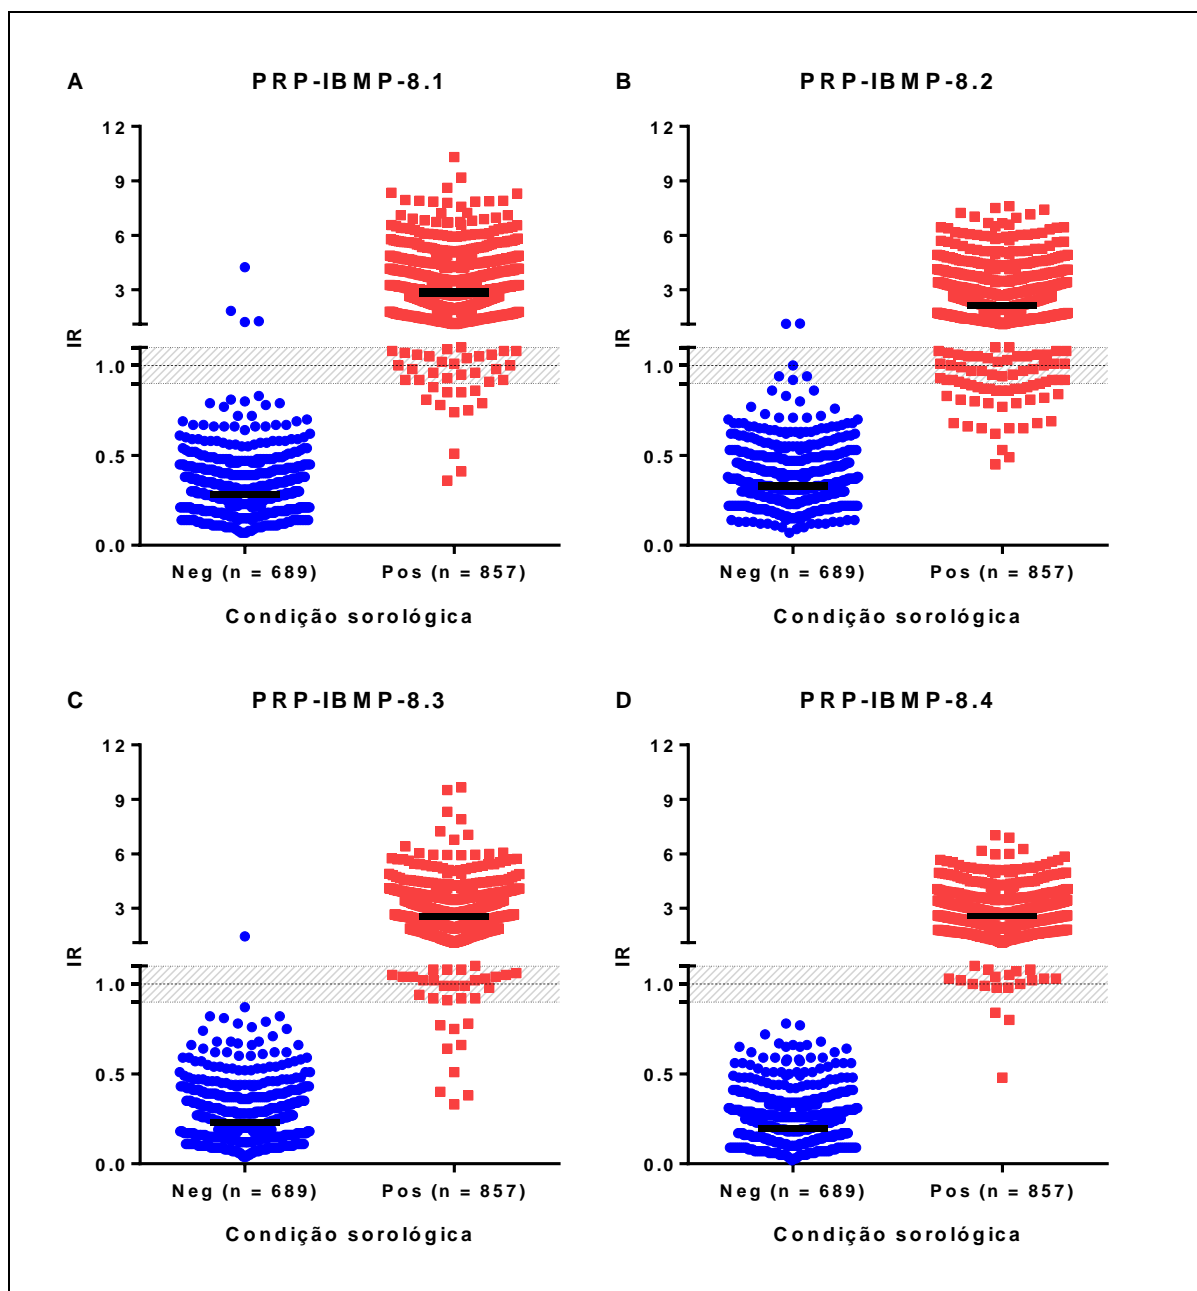 A
PRP-IBMP-8.1
12
9
6
3
IR
1.0
0.5
0.0
Neg (n = 689)
Pos (n = 857)
Condição sorológica
B
PRP-IBMP-8.2
12
9
6
3
IR
1.0
0.5
0.0
Neg (n = 689)
Pos (n = 857)
Condição sorológica
C
PRP-IBMP-8.3
12
9
6
3
IR
1.0
0.5
0.0
Neg (n = 689)
Pos (n = 857)
Condição sorológica
D
PRP-IBMP-8.4
12
9
6
3
IR
1.0
0.5
0.0
Neg (n = 689)
Pos (n = 857)
Condição sorológica